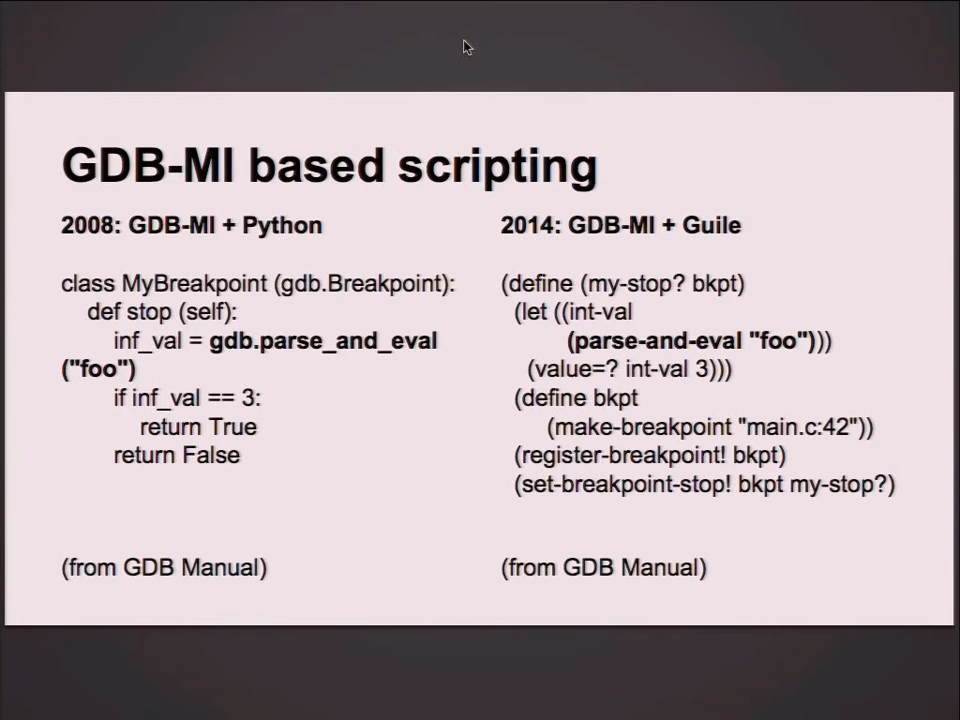 GDB-MI based scripting
2008: GDB-MI + Python
class MyBreakpoint (gdb.Breakpoint):
def stop (self):
inf_val = gdb.parse_and_eval
("foo")
if inf_val == 3:
return True
return False
(from GDB Manual)
2014: GDB-MI + Guile
(define (my-stop? bkpt)
(let ((int-val
(parse-and-eval "foo")))
(value=? int-val 3)))
(define bkpt
(make-breakpoint "main.c:42"))
(register-breakpoint! bkpt)
(set-breakpoint-stop! bkpt my-stop?)
(from GDB Manual)